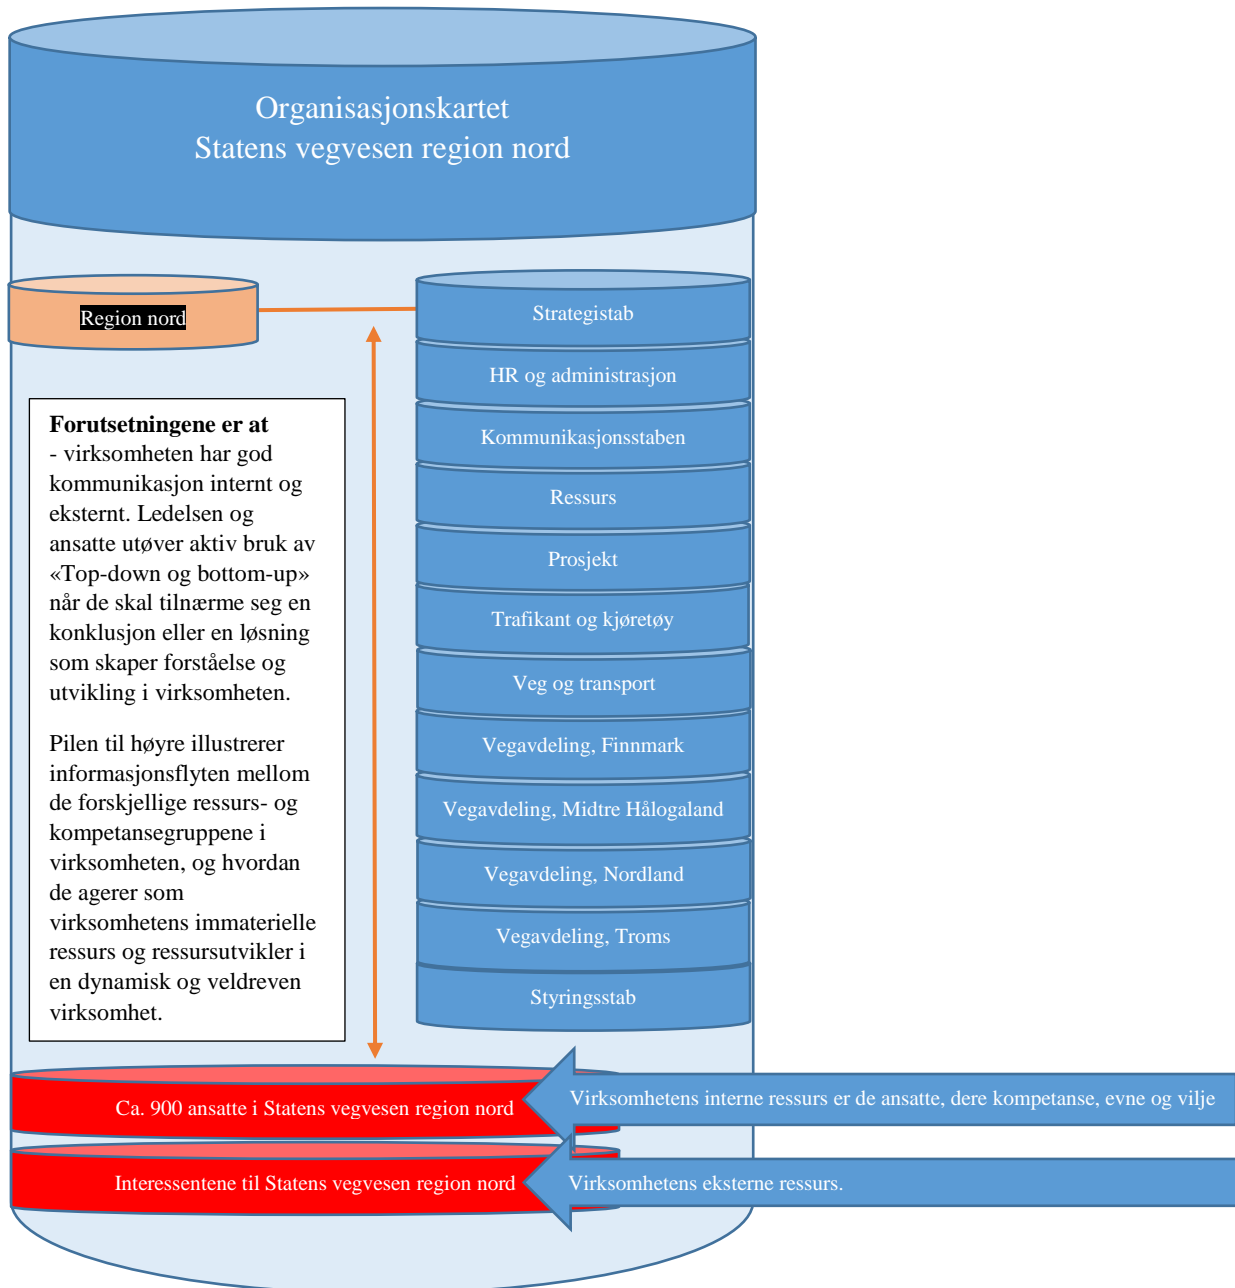 Organisasjonskartet
Statens vegvesen region nord
Region nord
Strategistab
HR og administrasjon
Kommunikasjonsstaben
Ressurs
Prosjekt
Trafikant og kjøretøy
Veg og transport
Vegavdeling, Finnmark
Vegavdeling, Midtre Hålogaland
Vegavdeling, Nordland
Vegavdeling, Troms
Styringsstab
Forutsetningene er at
- virksomheten har god
kommunikasjon internt og
eksternt. Ledelsen og
ansatte utøver aktiv bruk av
«Top-down og bottom-up»
når de skal tilnærme seg en
konklusjon eller en løsning
som skaper forståelse og
utvikling i virksomheten.
Pilen til høyre illustrerer
informasjonsflyten mellom
de forskjellige ressurs- og
kompetansegruppene i
virksomheten, og hvordan
de agerer som
virksomhetens immaterielle
ressurs og ressursutvikler i
en dynamisk og veldreven
virksomhet.
Ca. 900 ansatte i Statens vegvesen region nord
Virksomhetens interne ressurs er de ansatte, dere kompetanse, evne og vilje
Interessentene til Statens vegvesen region nord
Virksomhetens eksterne ressurs.